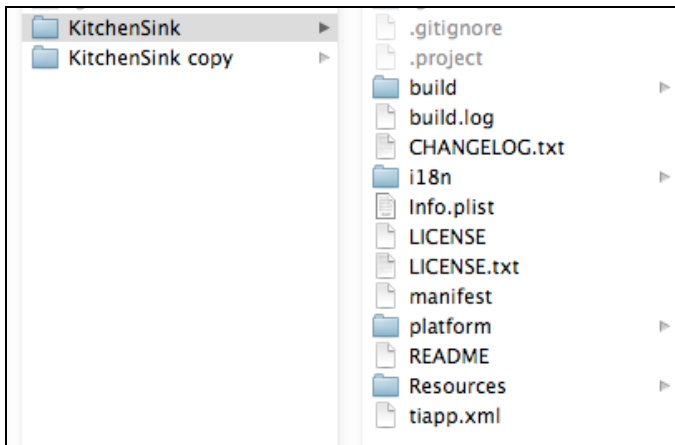 KitchenSink
KitchenSink copy
.gitignore
.project
build
build.log
CHANGELOG.txt
i18n
Info.plist
LICENSE
LICENSE.txt
manifest
platform
README
Resources
tiapp.xml